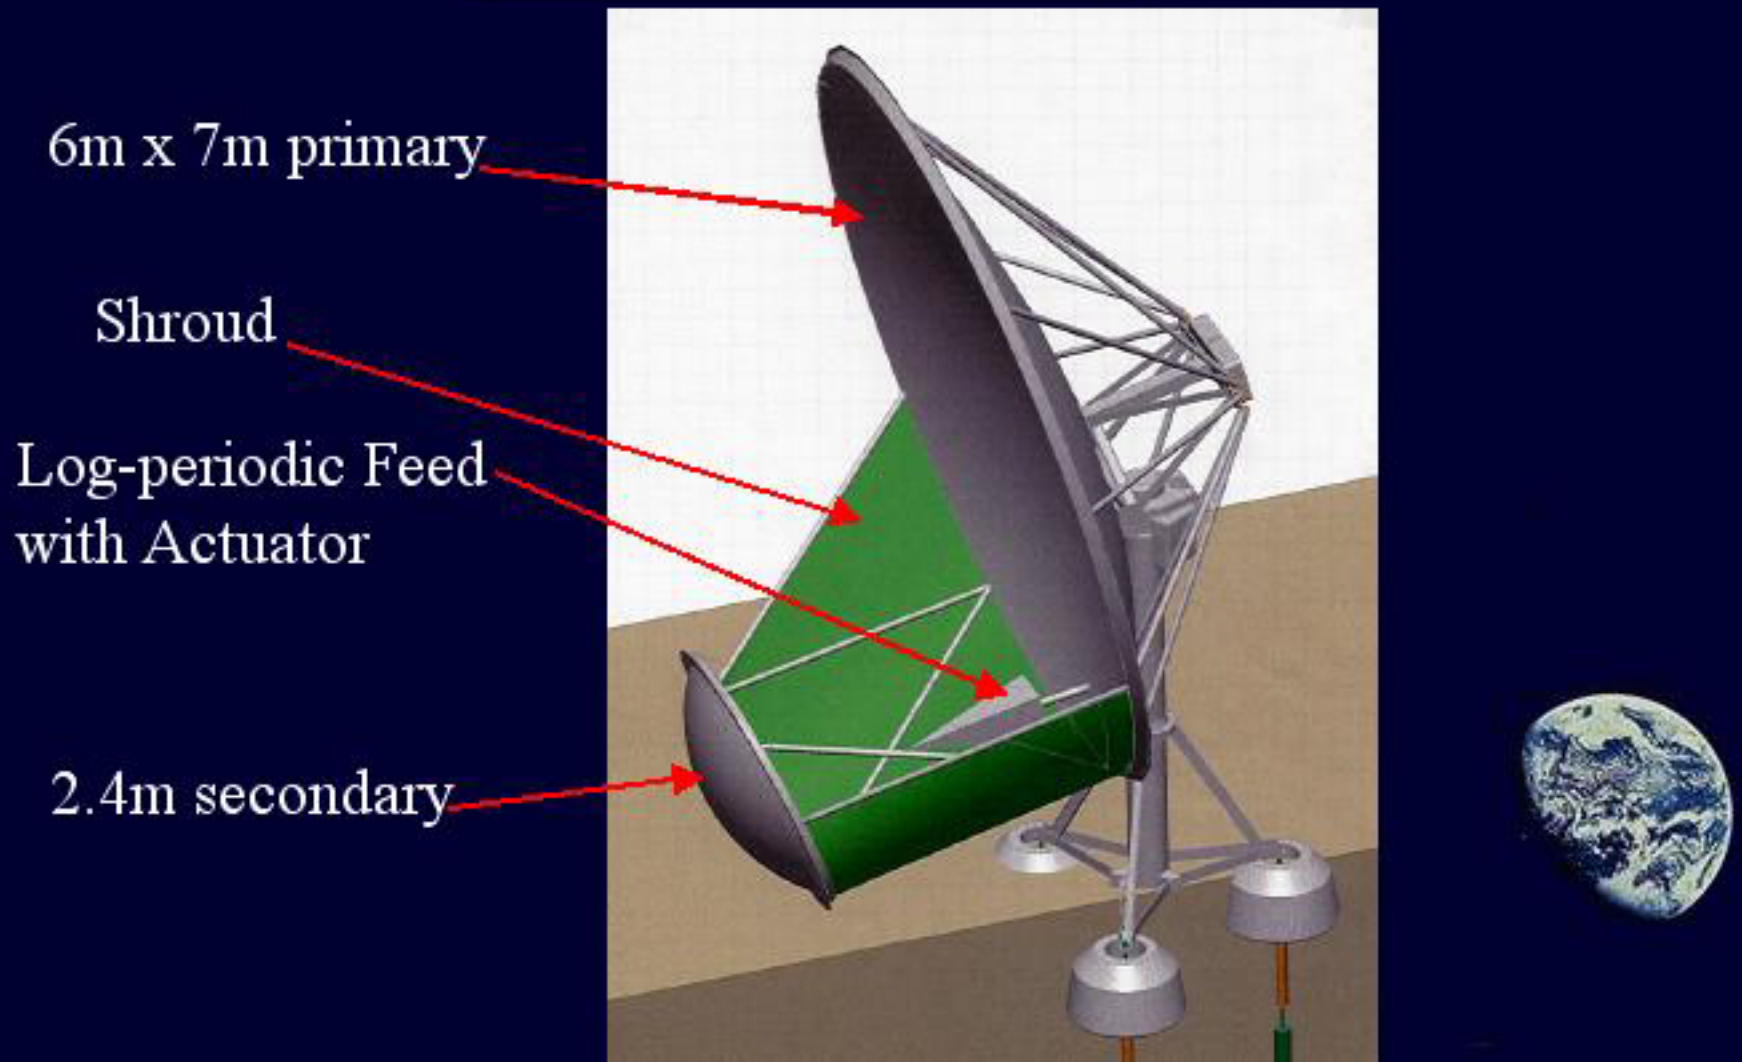 6m x 7m primary
Shroud
Log-periodic Feed
with Actuator
2.4m secondary